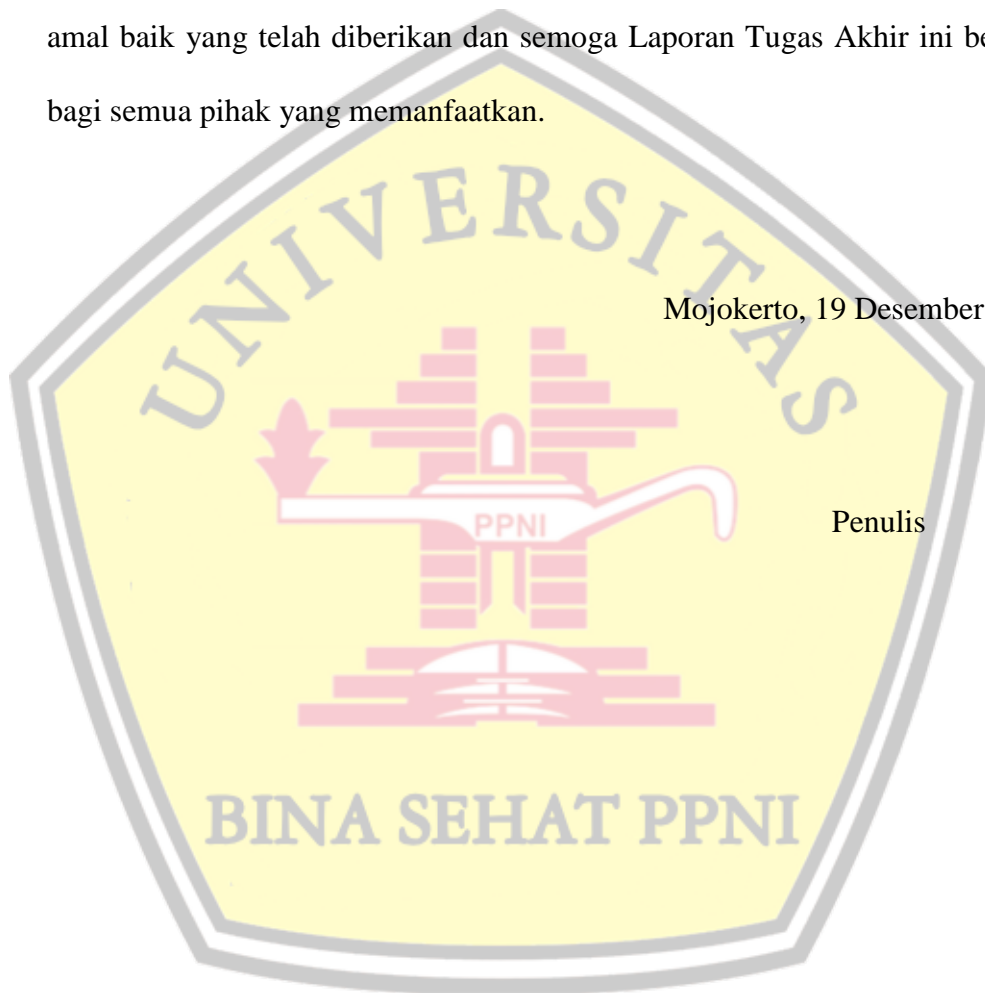 amal baik yang telah diberikan dan semoga Laporan Tugas Akhir ini be
bagi semua pihak yang memanfaatkan.
UNIVERSITAS
Mojokerto, 19 Desember
PPNI
Penulis
BINA SEHAT PPNI